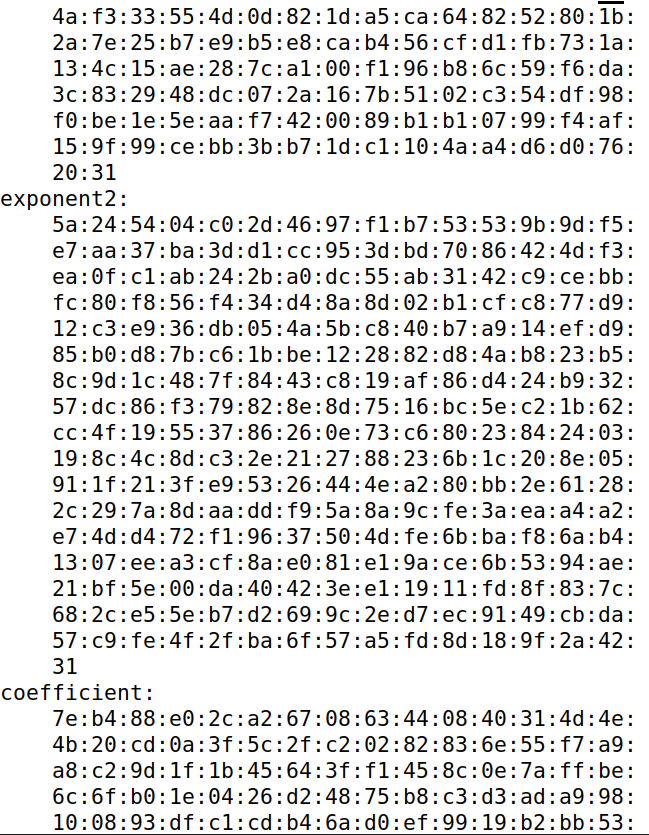 4a:f3:33:55:4d:0d:82:1d:a5:ca:64:82:52:80:1b:
2a:7e:25:b7:e9:b5:e8:ca:b4:56:cf:d1:fb:73:1a:
13:4c:15:ae:28:7c:a1:00:f1:96:b8:6c:59:f6:da:
3c:83:29:48:dc:07:2a:16:7b:51:02:c3:54:df:98:
f0:be:1e:5e:aa:f7:42:00:89:b1:b1:07:99:f4:af:
15:9f:99:ce:bb:3b:b7:1d:c1:10:4a:a4:d6:d0:76:
20:31
exponent2:
5a:24:54:04:c0:2d:46:97:f1:b7:53:53:9b:9d:f5:
e7:aa:37:ba:3d:d1:cc:95:3d:bd:70:86:42:4d:f3:
ea:0f:c1:ab:24:2b:a0:dc:55:ab:31:42:c9:ce:bb:
fc:80:f8:56:f4:34:d4:8a:8d:02:b1:cf:c8:77:d9:
12:c3:e9:36:db:05:4a:5b:c8:40:b7:a9:14:ef:d9:
85:b0:d8:7b:c6:1b:be:12:28:82:d8:4a:b8:23:b5:
8c:9d:1c:48:7f:84:43:c8:19:af:86:d4:24:b9:32:
57:dc:86:f3:79:82:8e:8d:75:16:bc:5e:c2:1b:62:
cc:4f:19:55:37:86:26:0e:73:c6:80:23:84:24:03:
19:8c:4c:8d:c3:2e:21:27:88:23:6b:1c:20:8e:05:
91:1f:21:3f:e9:53:26:44:4e:a2:80:bb:2e:61:28:
2c:29:7a:8d:aa:dd:f9:5a:8a:9c:fe:3a:ea:a4:a2:
e7:4d:d4:72:f1:96:37:50:4d:fe:6b:ba:f8:6a:b4:
13:07:ee:a3:cf:8a:e0:81:e1:9a:ce:6b:53:94:ae:
21:bf:5e:00:da:40:42:3e:e1:19:11:fd:8f:83:7c:
68:2c:e5:5e:b7:d2:69:9c:2e:d7:ec:91:49:cb:da:
57:c9:fe:4f:2f:ba:6f:57:a5:fd:8d:18:9f:2a:42:
31
coefficient:
7e:b4:88:e0:2c:a2:67:08:63:44:08:40:31:4d:4e:
4b:20:cd:0a:3f:5c:2f:c2:02:82:83:6e:55:f7:a9:
a8:c2:9d:1f:1b:45:64:3f:f1:45:8c:0e:7a:ff:be:
6c:6f:b0:1e:04:26:d2:48:75:b8:c3:d3:ad:a9:98:
10:08:93:df:c1:cd:b4:6a:d0:ef:99:19:b2:bb:53: